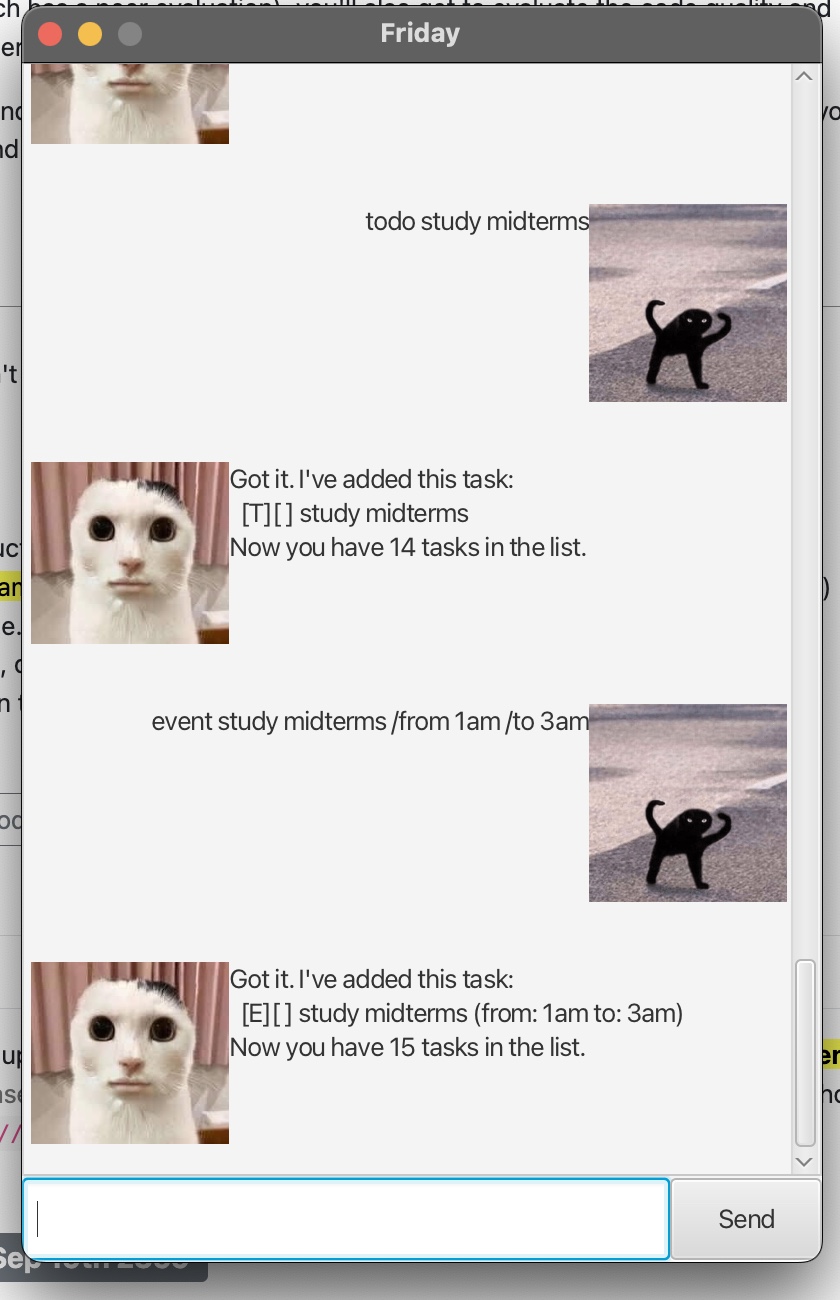 Friday
todo study midterms
Got it. I've added this task:
[T][ ] study midterms
Now you have 14 tasks in the list.
event study midterms /from 1am /to 3am
Got it. I've added this task:
[E][ ] study midterms (from: 1am to: 3am)
Now you have 15 tasks in the list.
Send